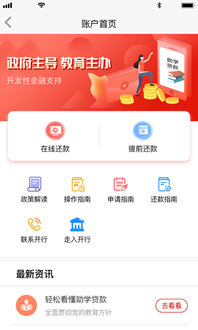 账户首页
政府主导 教育主办
开发性金融支持
助学
贷款
在线还款
提前还款
政策解读
操作指南
申请指南
还款指南
联系开行
走入开行
最新资讯
轻松看懂助学贷款
全面贯彻党的教育方针
去看看